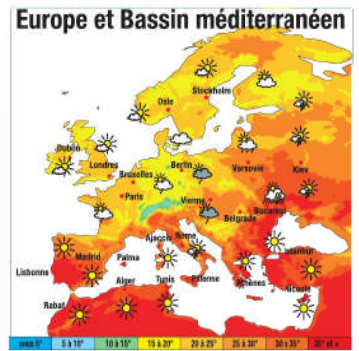 Europe et Bassin méditerranéen
Stockholm
Oslo
Dublin
Londres
Berlin
Varsovie
Kiev
Bruxelles
Paris
Vienne
Bucarest
Belgrade
Ajaccio
Rome
Istanbul
Madrid
Palma
Lisbonne
Alger
Tunis
Palerme
Athènes
Nicosie
Rabat
sous 5° 5 à 10° 10 à 15° 15 à 20° 20 à 25° 25 à 30° 30 à 35° 35° et +